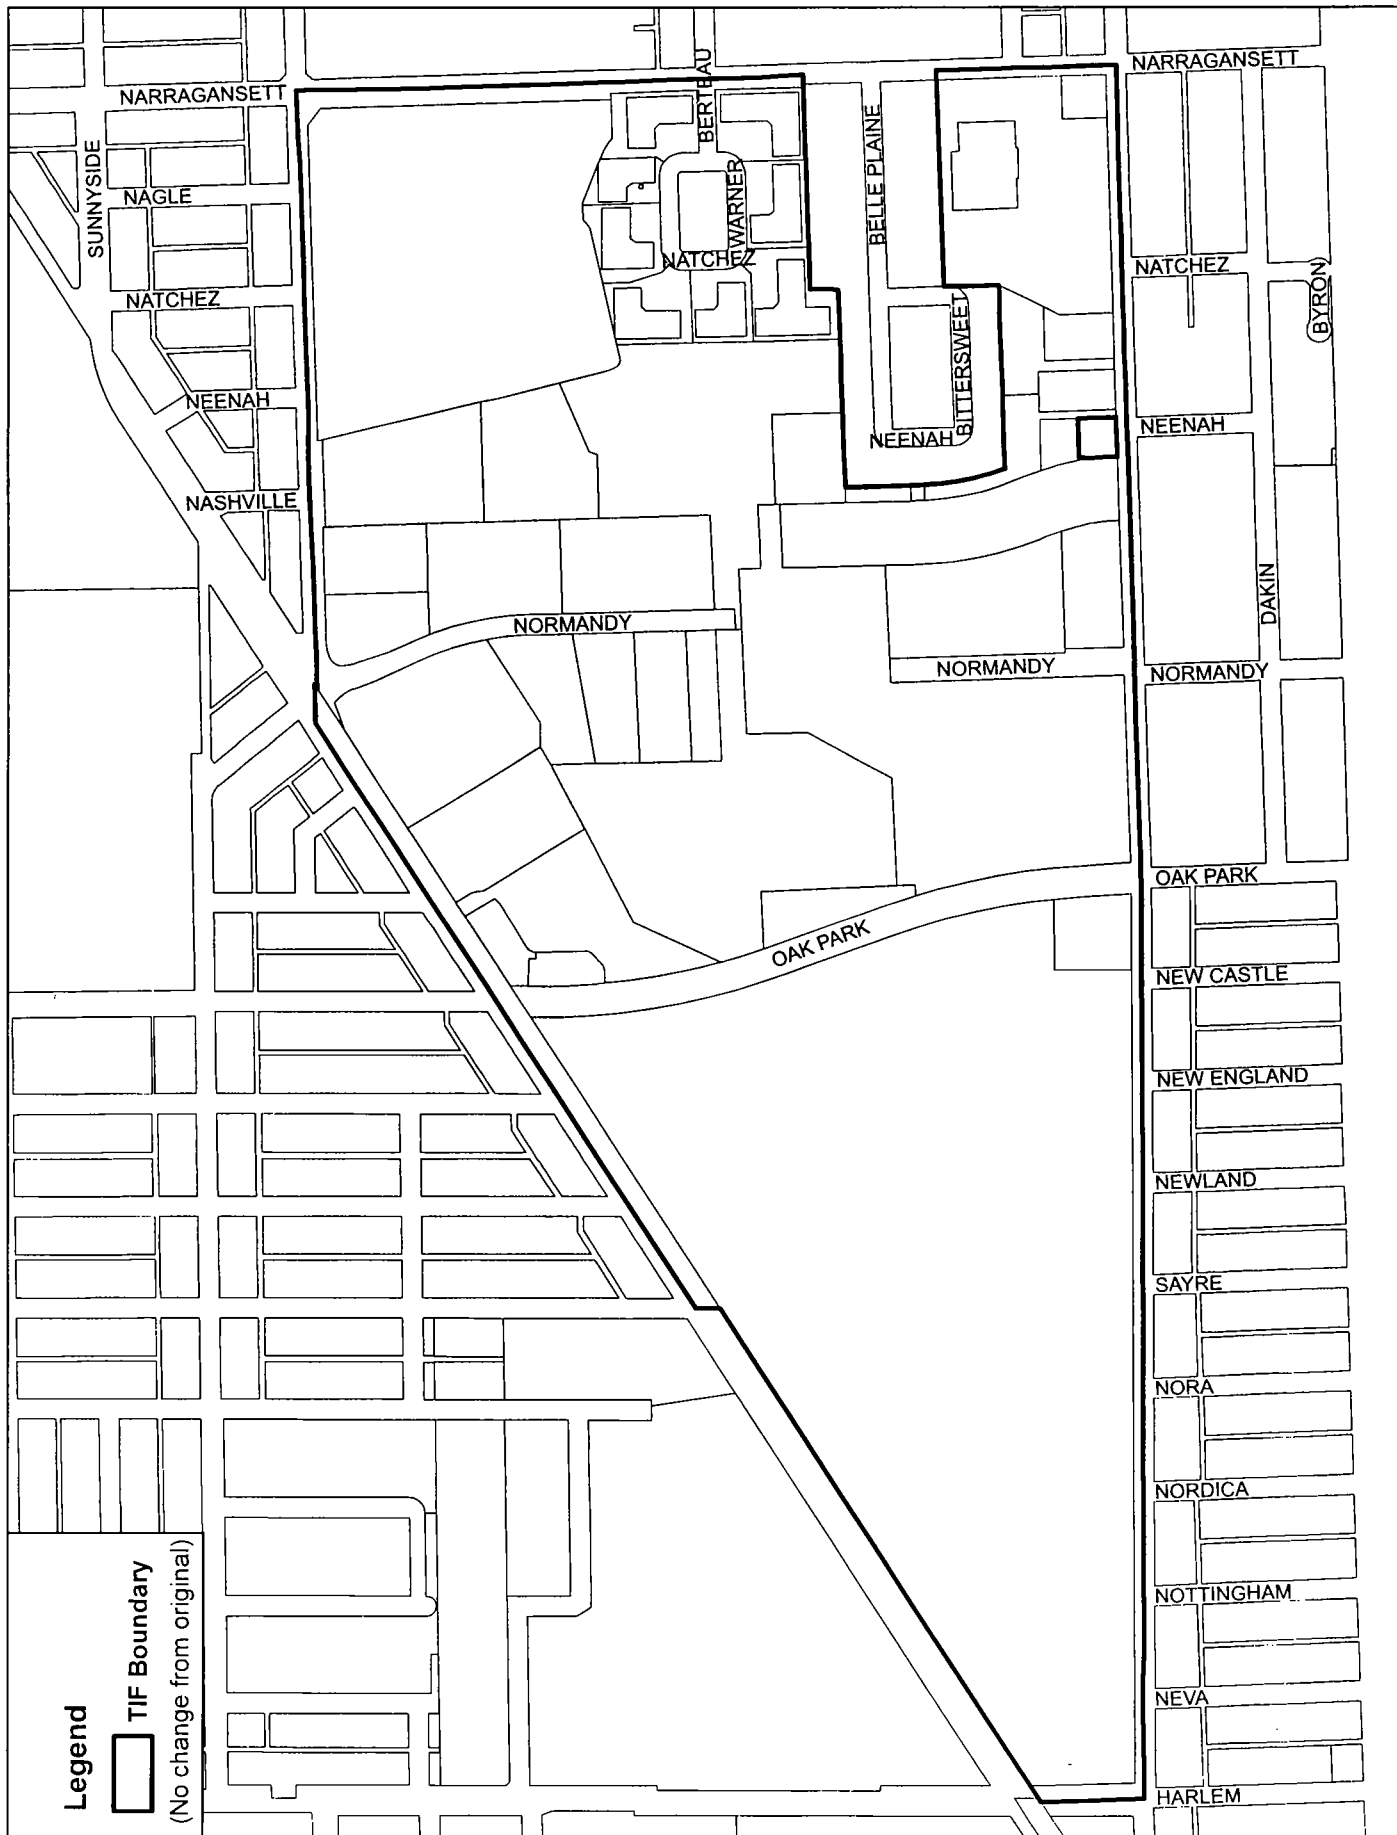 NARRAGANSETT
SUNNYSIDE
NAGLE
NATCHEZ
NEENAH
NASHVILLE
BERTEAU
WARNER
NATCHEZ
BELLE PLAINE
BITTERSWEET
NEENAH
NORMANDY
NORMANDY
OAK PARK
NARRAGANSETT
NATCHEZ
BYRON
NEENAH
DAKIN
NORMANDY
OAK PARK
NEW CASTLE
NEW ENGLAND
NEWLAND
SAYRE
NORA
NORDICA
NOTTINGHAM
NEVA
HARLEM
Legend
TIF Boundary
(No change from original)